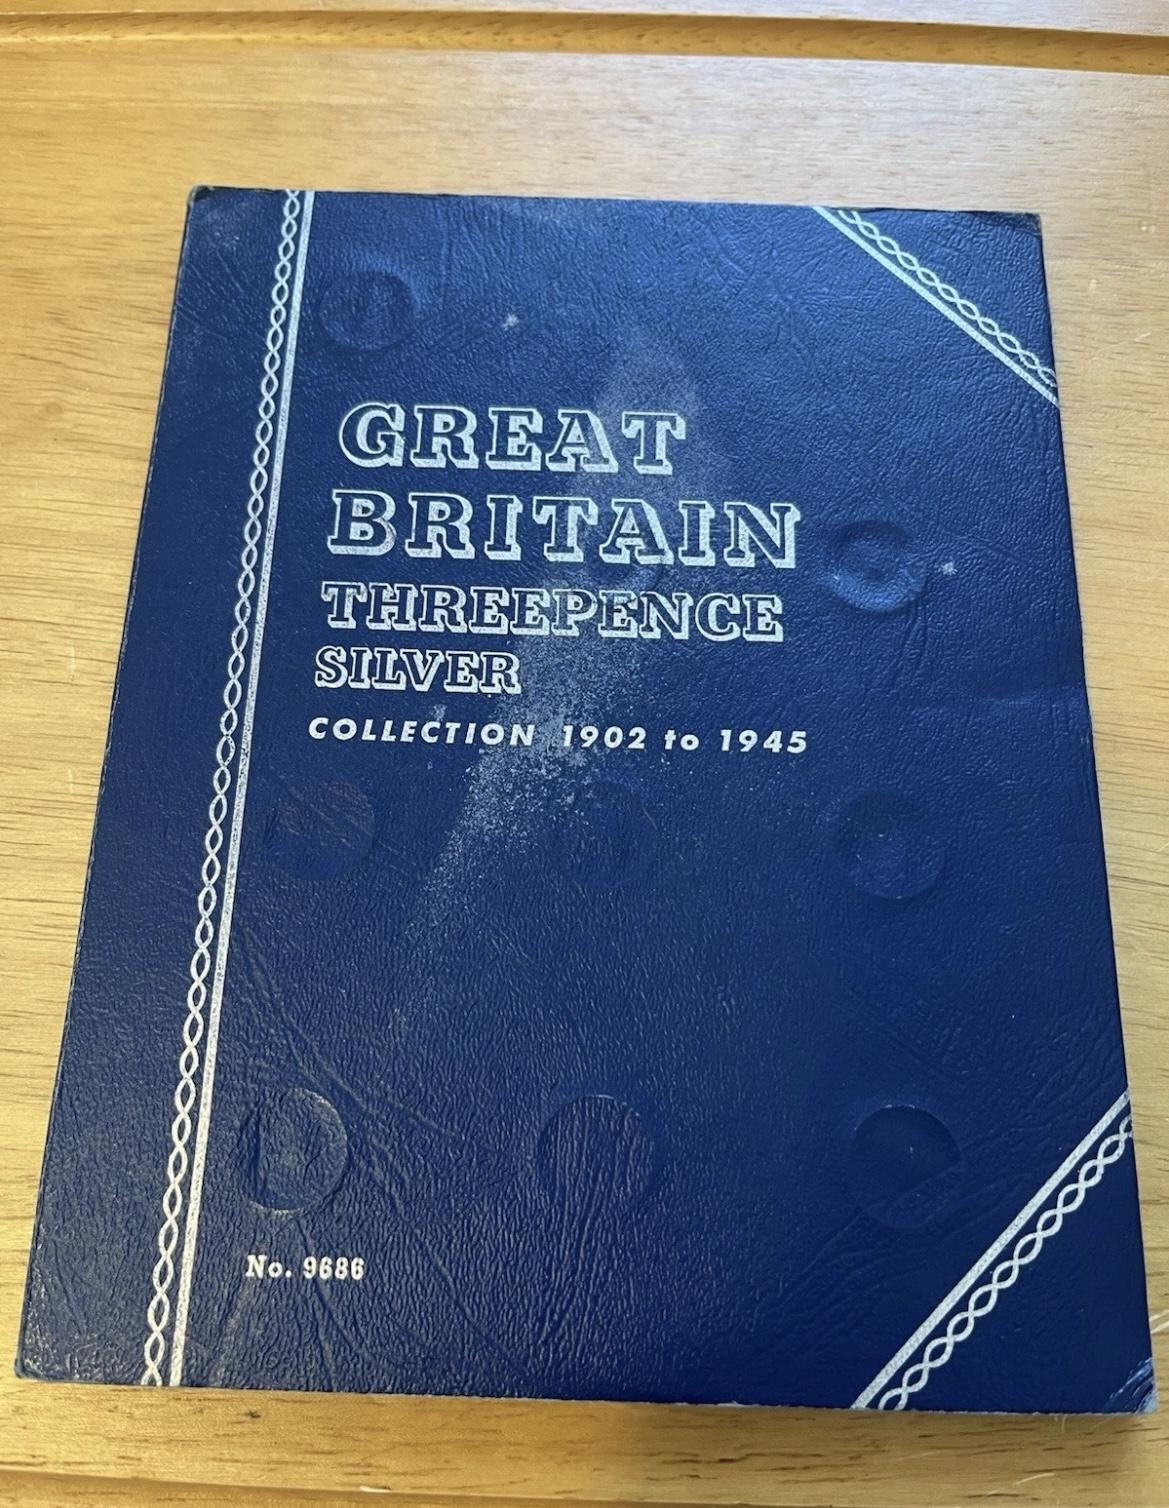 GREAT
BRITAIN
THREEPENCE
SILVER
COLLECTION 1902 to 1945
No. 9686